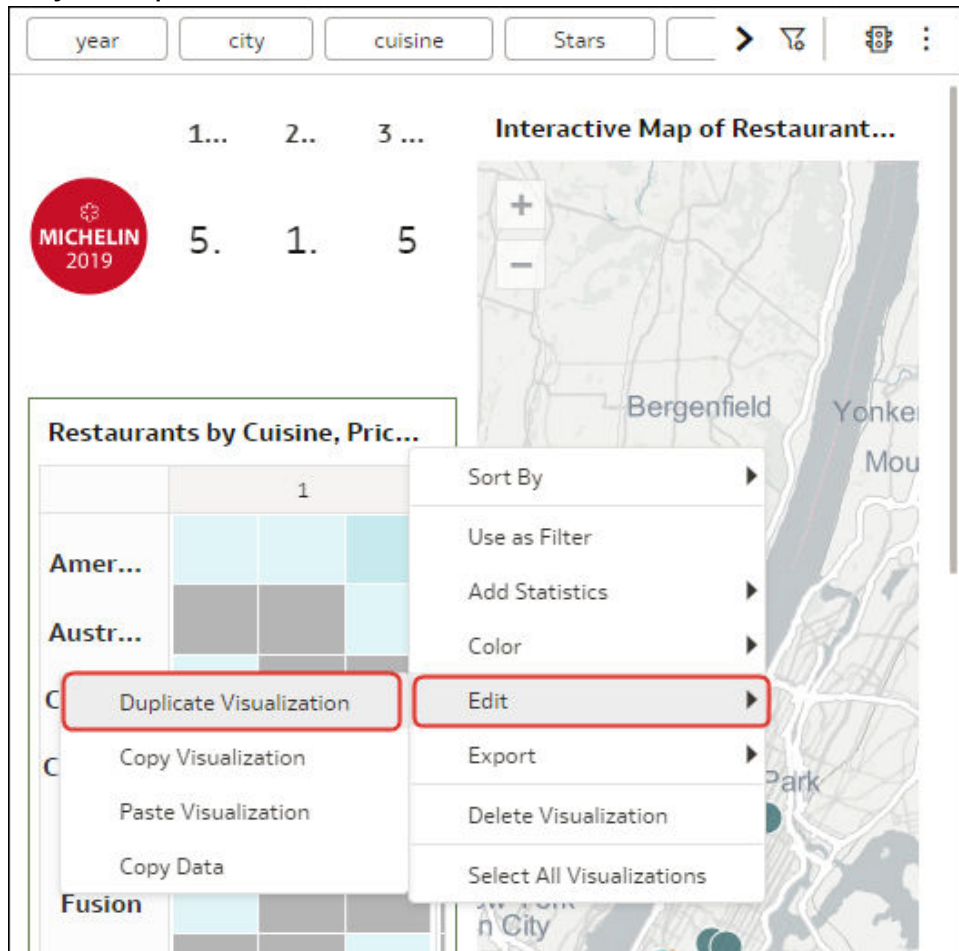 year city cuisine Stars
1... 2.. 3 ...
Interactive Map of Restaurant...
MICHELIN
2019
5. 1. 5
+
−
Bergenfield
Yonke
Mou
Restaurants by Cuisine, Pric...
1
Amer...
Austr...
C
C
Fusion
Sort By
Use as Filter
Add Statistics
Color
Edit
Export
Delete Visualization
Select All Visualizations
Duplicate Visualization
Copy Visualization
Paste Visualization
Copy Data
Park
n City